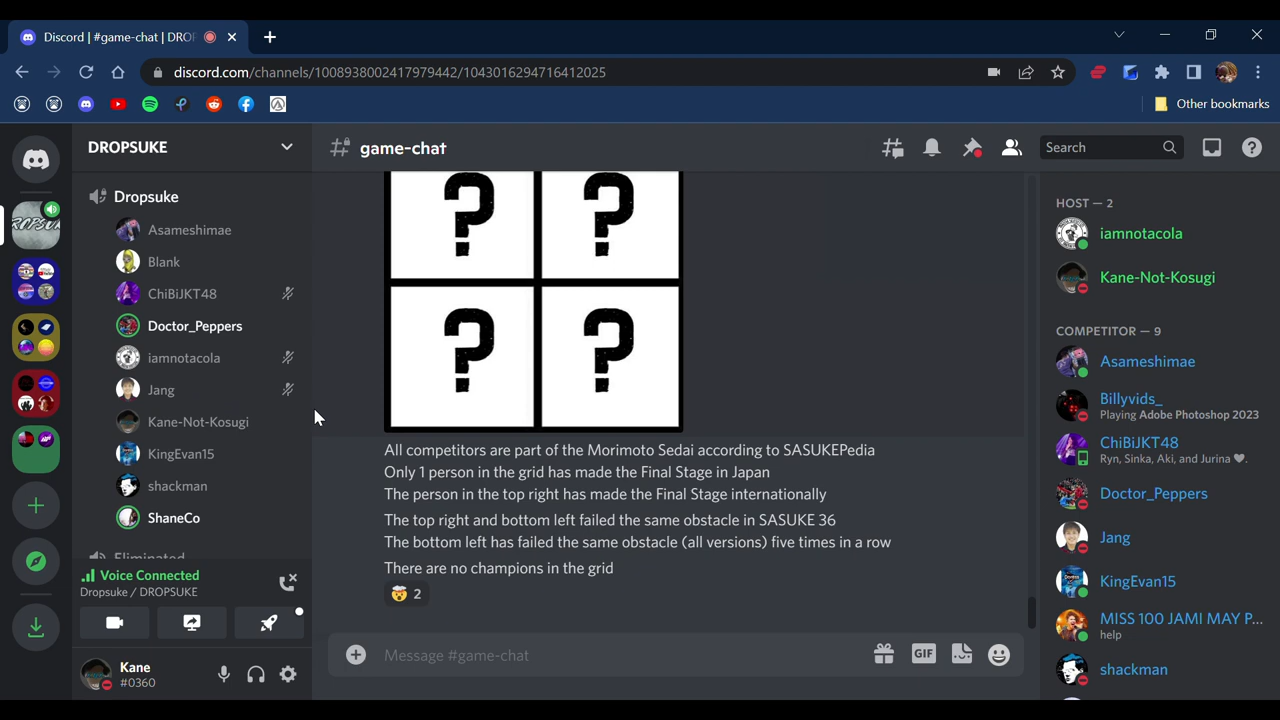 Discord | #game-chat | DRO
discord.com/channels/1008938002417979442/1043016294716412025
Other bookmarks
DROPSUKE
game-chat
Search
Dropsuke
Asameshimae
Blank
ChiBiJKT48
Doctor_Peppers
iamnotacola
Jang
Kane-Not-Kosugi
KingEvan15
shackman
ShaneCo
Eliminated
Voice Connected
Dropsuke / DROPSUKE
Kane
#0360
? ?
? ?
All competitors are part of the Morimoto Sedai according to SASUKEPedia
Only 1 person in the grid has made the Final Stage in Japan
The person in the top right has made the Final Stage internationally
The top right and bottom left failed the same obstacle in SASUKE 36
The bottom left has failed the same obstacle (all versions) five times in a row
There are no champions in the grid
🤯 2
Message #game-chat
GIF
HOST — 2
iamnotacola
Kane-Not-Kosugi
COMPETITOR — 9
Asameshimae
Billyvids_
Playing Adobe Photoshop 2023
ChiBiJKT48
Ryn, Sinka, Aki, and Jurina ♥.
Doctor_Peppers
Jang
KingEvan15
MISS 100 JAMI MAY P...
help
shackman